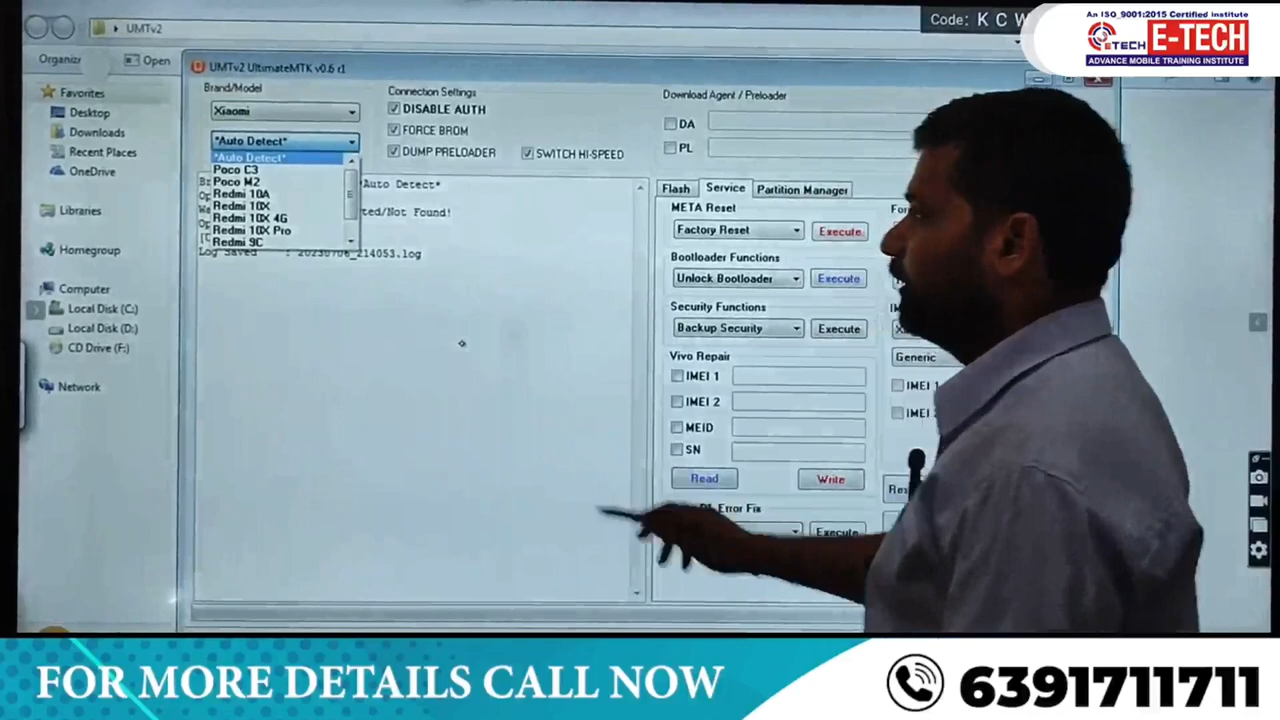 UMTv2
Code: K C W
An ISO 9001:2015 Certified Institute
ETECH E-TECH
ADVANCE MOBILE TRAINING INSTITUTE
Open
UMTv2 UltimateMTK v0.6 r1
Favorites
Desktop
Downloads
Recent Places
OneDrive
Libraries
Homegroup
Computer
Local Disk (C:)
Local Disk (D:)
CD Drive (F:)
Network
Brand/Model
Xiaomi
*Auto Detect*
*Auto Detect*
Poco C3
Poco M2
Redmi 10A
Redmi 10X
Redmi 10X 4G
Redmi 10X Pro
Redmi 9C
Connection Settings
DISABLE AUTH
FORCE BROM
DUMP PRELOADER
SWITCH HI-SPEED
Auto Detect*
/Not Found!
: 20230706_214053.log
Download Agent / Preloader
DA
PL
Flash Service Partition Manager
META Reset
Factory Reset Execute
Bootloader Functions
Unlock Bootloader Execute
Security Functions
Backup Security Execute
Vivo Repair
IMEI 1
IMEI 2
MEID
SN
Read Write
Error Fix
Execute
Generic
IMEI
IMEI
FOR MORE DETAILS CALL NOW
6391711711